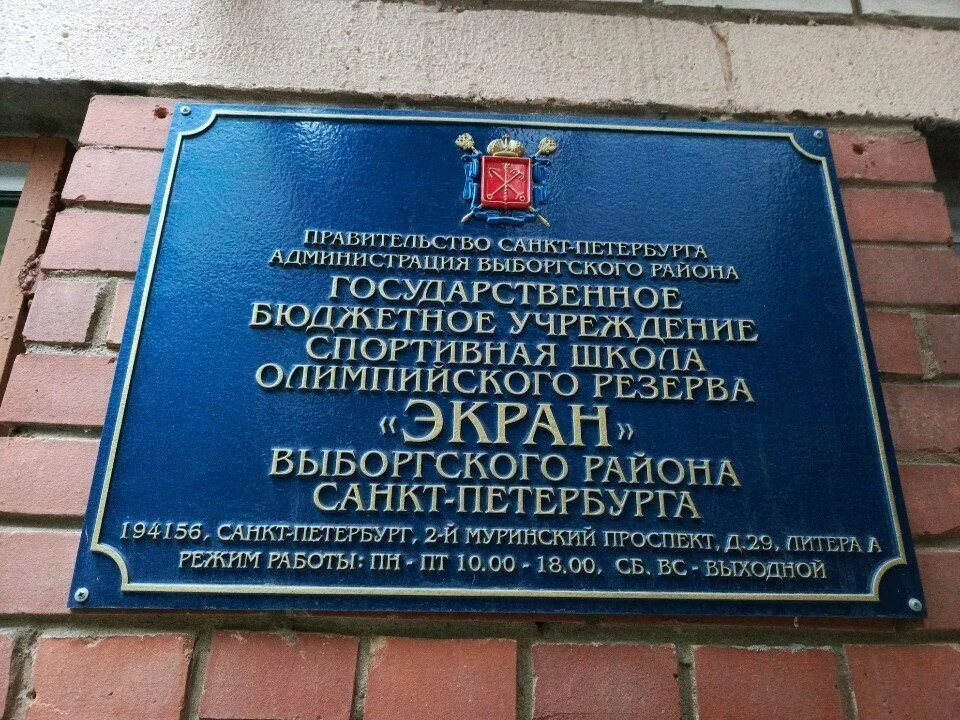 ПРАВИТЕЛЬСТВО САНКТ-ПЕТЕРБУРГА
АДМИНИСТРАЦИЯ ВЫБОРГСКОГО РАЙОНА
ГОСУДАРСТВЕННОЕ
БЮДЖЕТНОЕ УЧРЕЖДЕНИЕ
СПОРТИВНАЯ ШКОЛА
ОЛИМПИЙСКОГО РЕЗЕРВА
«ЭКРАН»
ВЫБОРГСКОГО РАЙОНА
САНКТ-ПЕТЕРБУРГА
194156, САНКТ-ПЕТЕРБУРГ, 2-Й МУРИНСКИЙ ПРОСПЕКТ, Д.29, ЛИТЕРА А
РЕЖИМ РАБОТЫ: ПН - ПТ 10.00 - 18.00, СБ. ВС - ВЫХОДНОЙ